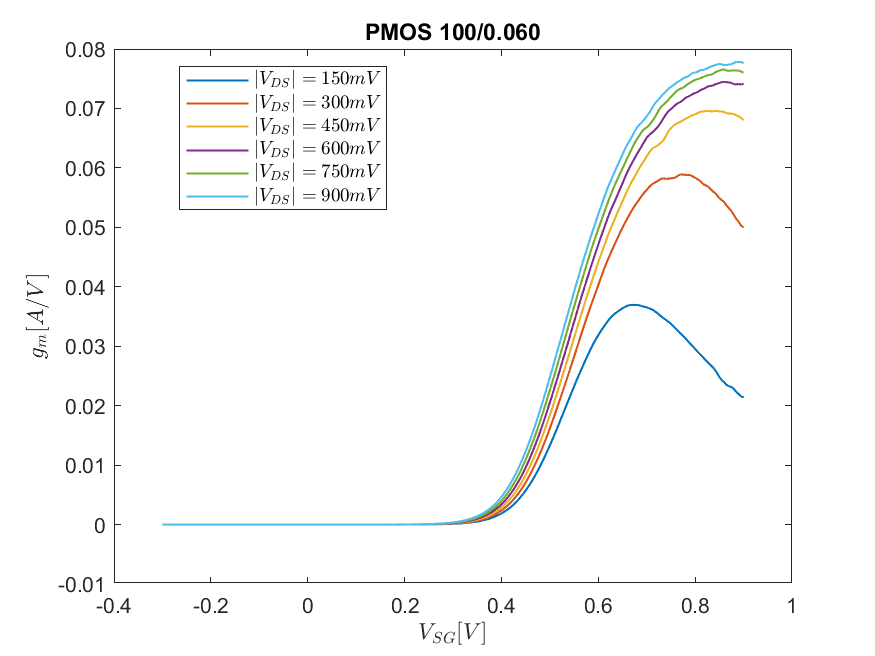 PMOS 100/0.060
0.08
0.07
0.06
0.05
0.04
0.03
0.02
0.01
0
-0.01
g_m[A/V]
|V_DS| = 150mV
|V_DS| = 300mV
|V_DS| = 450mV
|V_DS| = 600mV
|V_DS| = 750mV
|V_DS| = 900mV
-0.4 -0.2 0 0.2 0.4 0.6 0.8 1
V_SG[V]